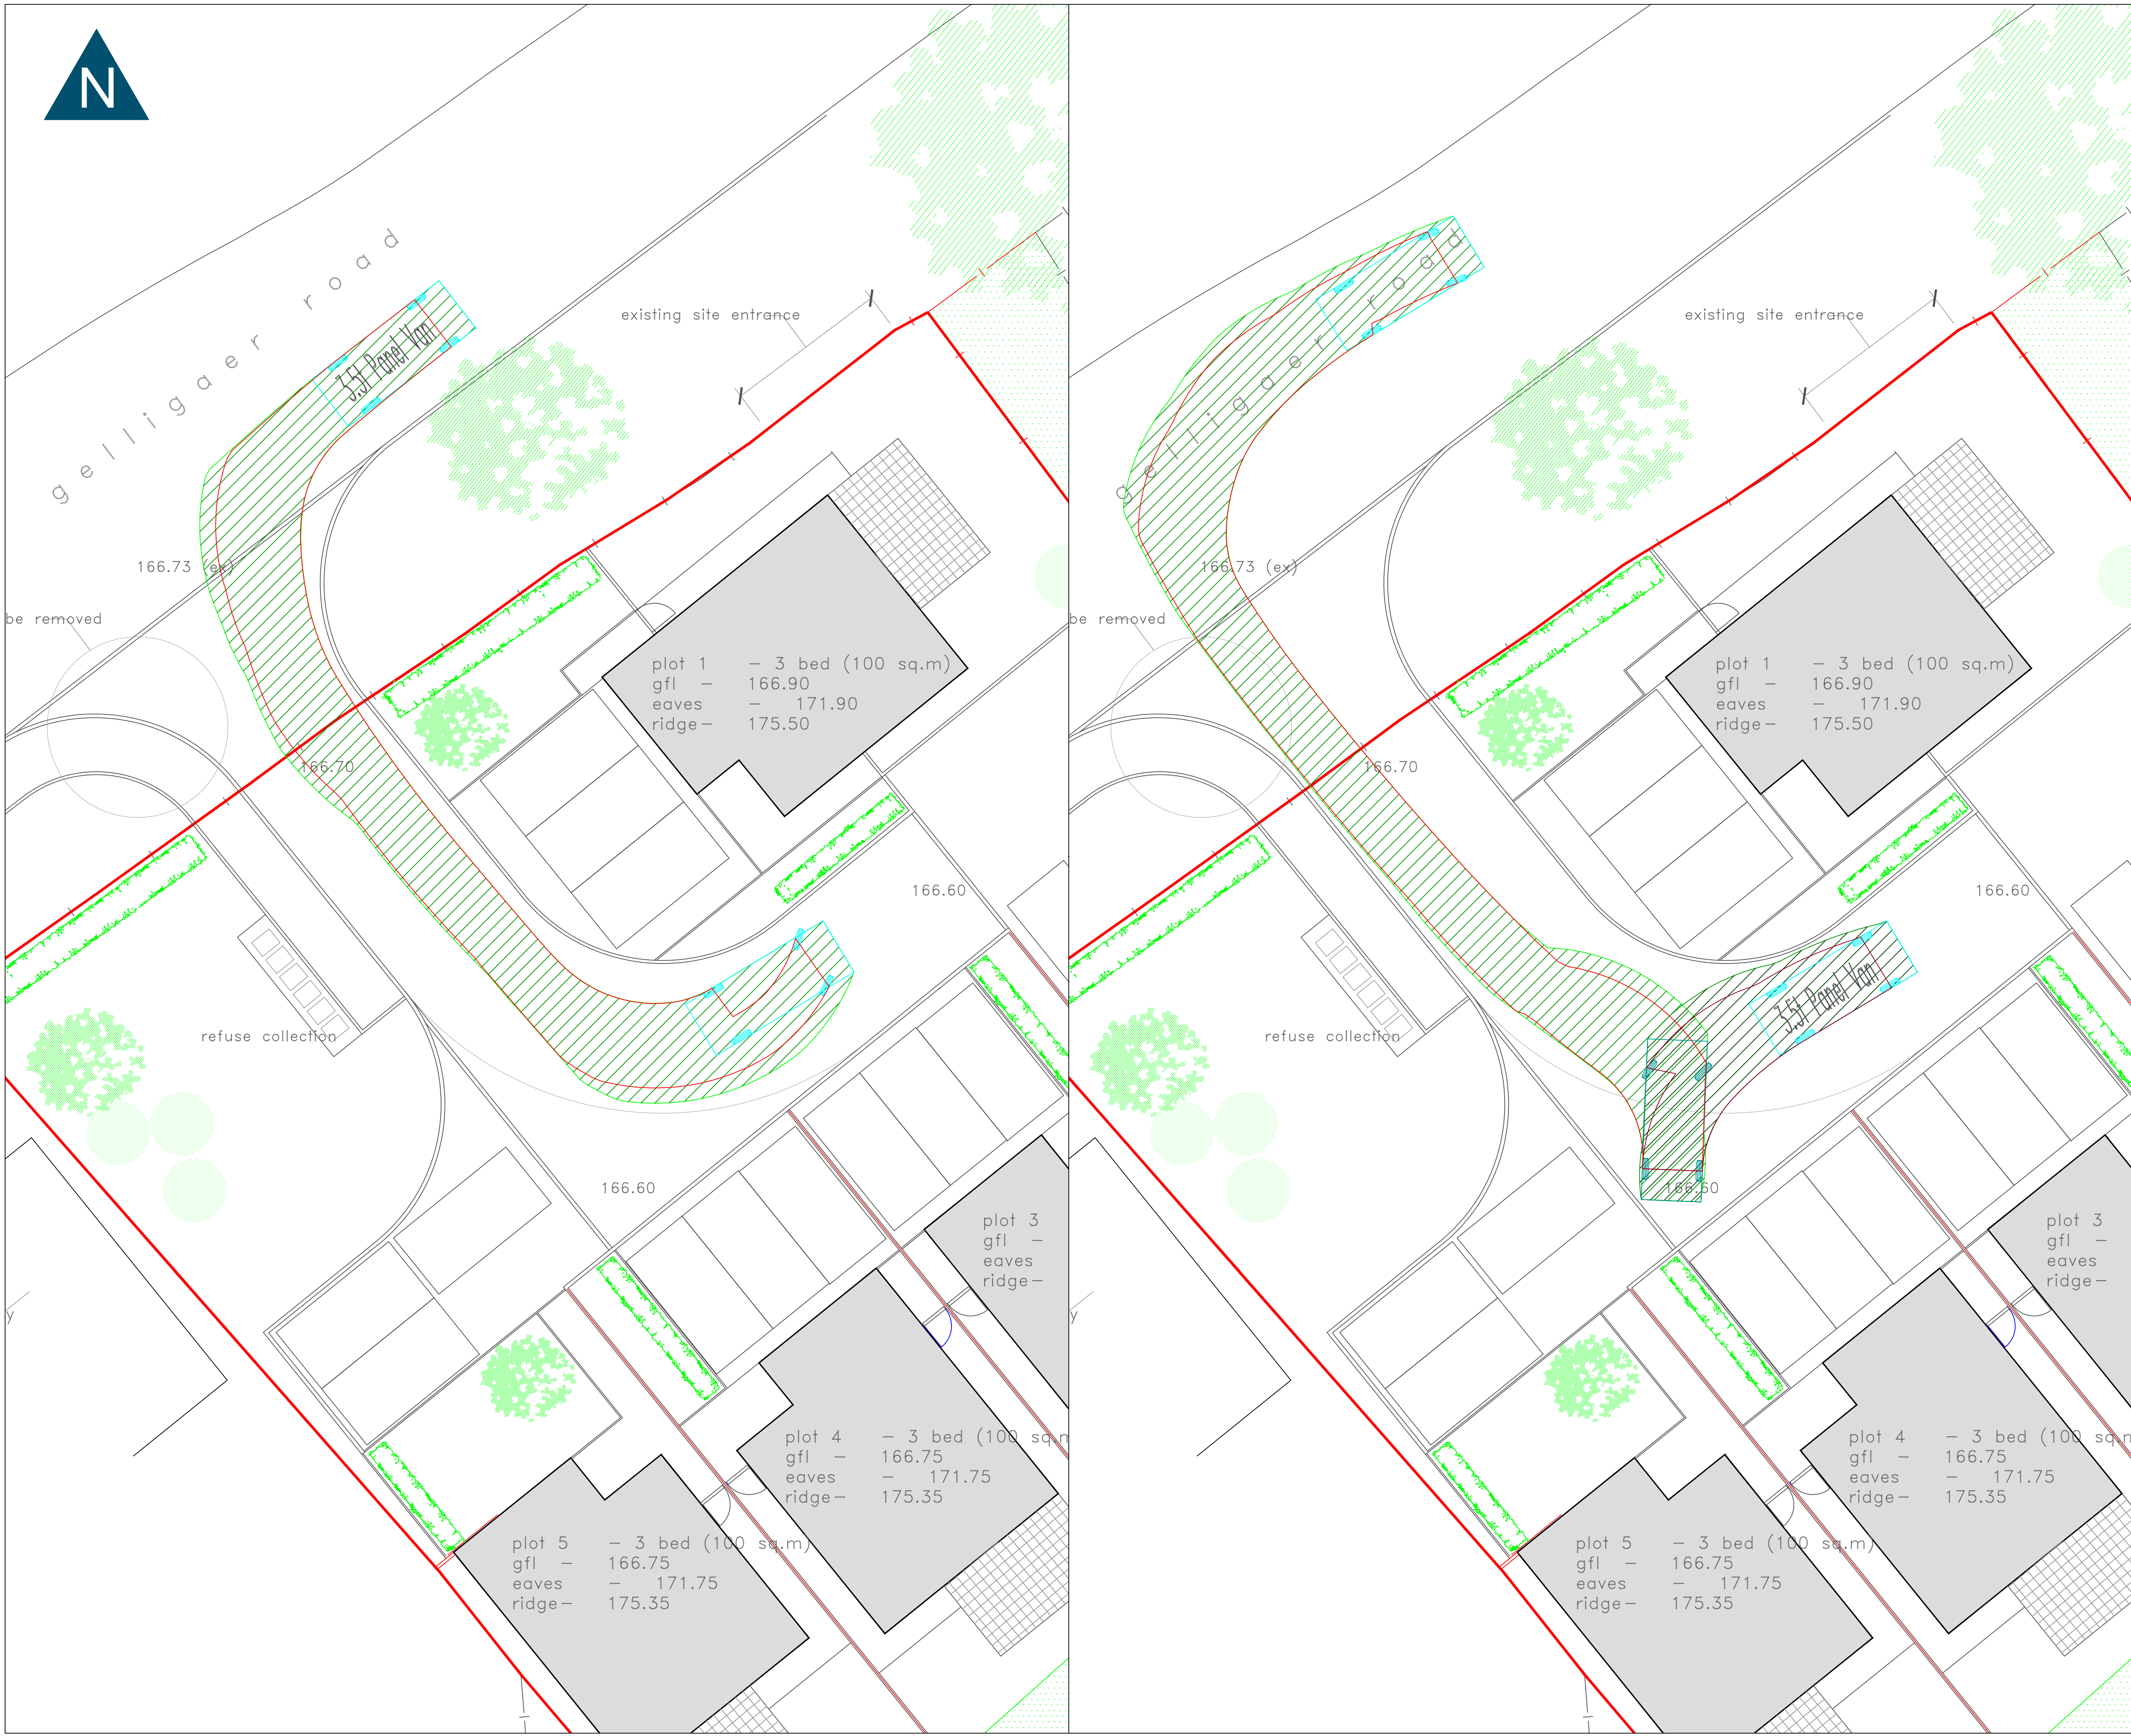 N
gelligaer road
3.5t Panel Van
existing site entrance
166.73 (ex)
be removed
plot 1 - 3 bed (100 sq.m)
gfl - 166.90
eaves - 171.90
ridge- 175.50
166.70
166.60
refuse collection
166.60
plot 3
gfl -
eaves
ridge-
y
plot 4 - 3 bed (100 sq.m
gfl - 166.75
eaves - 171.75
ridge- 175.35
plot 5 - 3 bed (100 sq.m)
gfl - 166.75
eaves - 171.75
ridge- 175.35
gelligaer road
existing site entrance
166.73 (ex)
be removed
plot 1 - 3 bed (100 sq.m)
gfl - 166.90
eaves - 171.90
ridge- 175.50
166.70
166.60
3.5t Panel Van
refuse collection
166.60
plot 3
gfl -
eaves
ridge-
y
plot 4 - 3 bed (100 sq.m
gfl - 166.75
eaves - 171.75
ridge- 175.35
plot 5 - 3 bed (100 sq.m)
gfl - 166.75
eaves - 171.75
ridge- 175.35